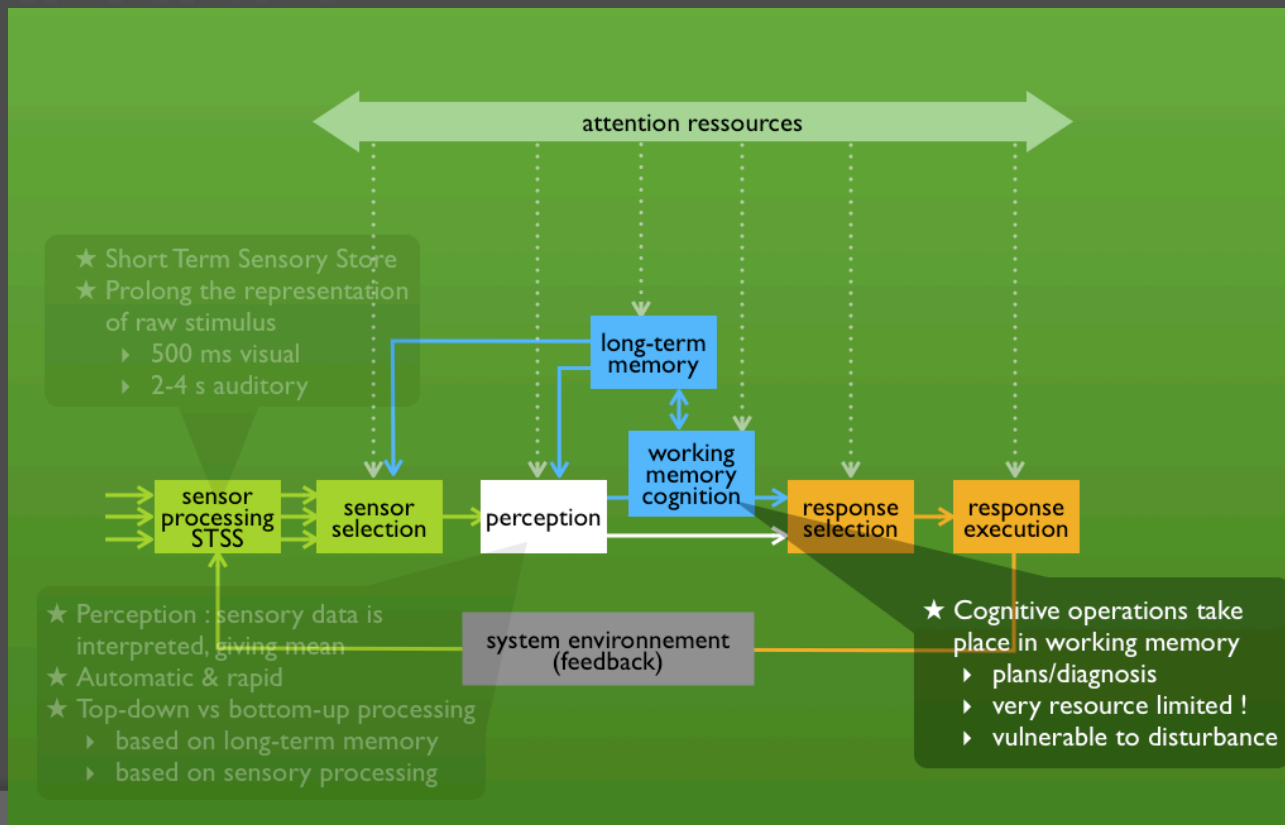 attention ressources
★ Short Term Sensory Store
★ Prolong the representation
of raw stimulus
‣ 500 ms visual
‣ 2-4 s auditory
long-term
memory
working
memory
cognition
sensor
processing
STSS
sensor
selection
perception
response
selection
response
execution
★ Perception : sensory data is
interpreted, giving mean
★ Automatic & rapid
★ Top-down vs bottom-up processing
‣ based on long-term memory
‣ based on sensory processing
system environnement
(feedback)
★ Cognitive operations take
place in working memory
‣ plans/diagnosis
‣ very resource limited !
‣ vulnerable to disturbance